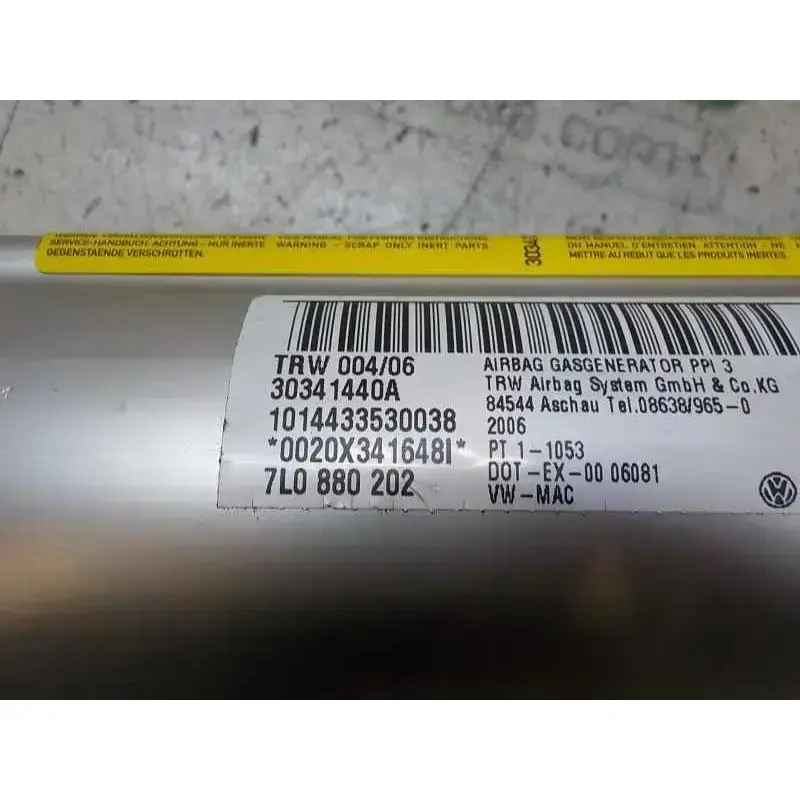 SERVICE-HANDBUCH. ACHTUNG - NUR INERTE
GEGENSTAENDE VERSCHROTTEN.
WARNING - SCRAP ONLY INERT PARTS.
3034
DU MANUEL D'ENTRETIEN. ATTENTION - NE
METTRE AU REBUT QUE LES PRODUITS INERTES.
TRW 004/06
30341440A
1014433530038
*0020X341648I*
7L0 880 202
AIRBAG GASGENERATOR PPI 3
TRW Airbag System GmbH & Co.KG
84544 Aschau Tel.08638/965-0
2006
PT 1-1053
DOT-EX-00 06081
VW-MAC